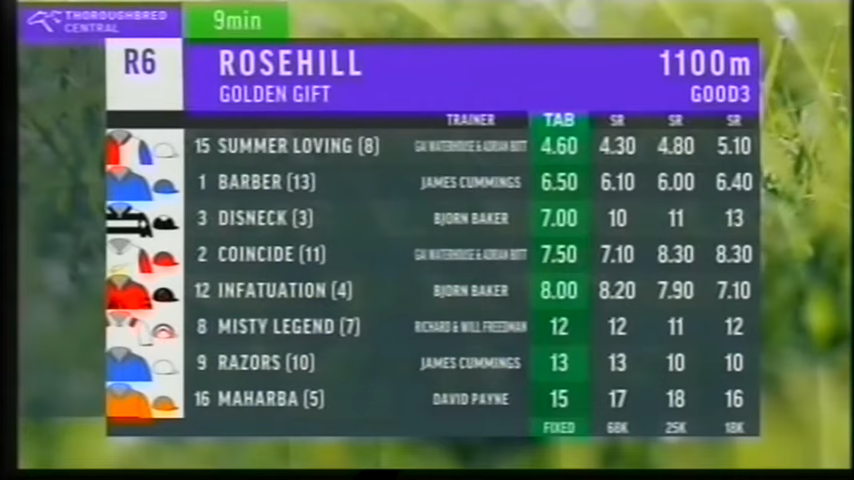 THOROUGHBRED
CENTRAL
9min
R6 ROSEHILL 1100m
GOLDEN GIFT GOOD3
TRAINER TAB SR SR SR
15 SUMMER LOVING (8) GAI WATERHOUSE & ADRIAN BOTT 4.60 4.30 4.80 5.10
1 BARBER (13) JAMES CUMMINGS 6.50 6.10 6.00 6.40
3 DISNECK (3) BJORN BAKER 7.00 10 11 13
2 COINCIDE (11) GAI WATERHOUSE & ADRIAN BOTT 7.50 7.10 8.30 8.30
12 INFATUATION (4) BJORN BAKER 8.00 8.20 7.90 7.10
8 MISTY LEGEND (7) RICHARD & WILL FREEDMAN 12 12 11 12
9 RAZORS (10) JAMES CUMMINGS 13 13 10 10
16 MAHARBA (5) DAVID PAYNE 15 17 18 16
FIXED 68K 25K 18K